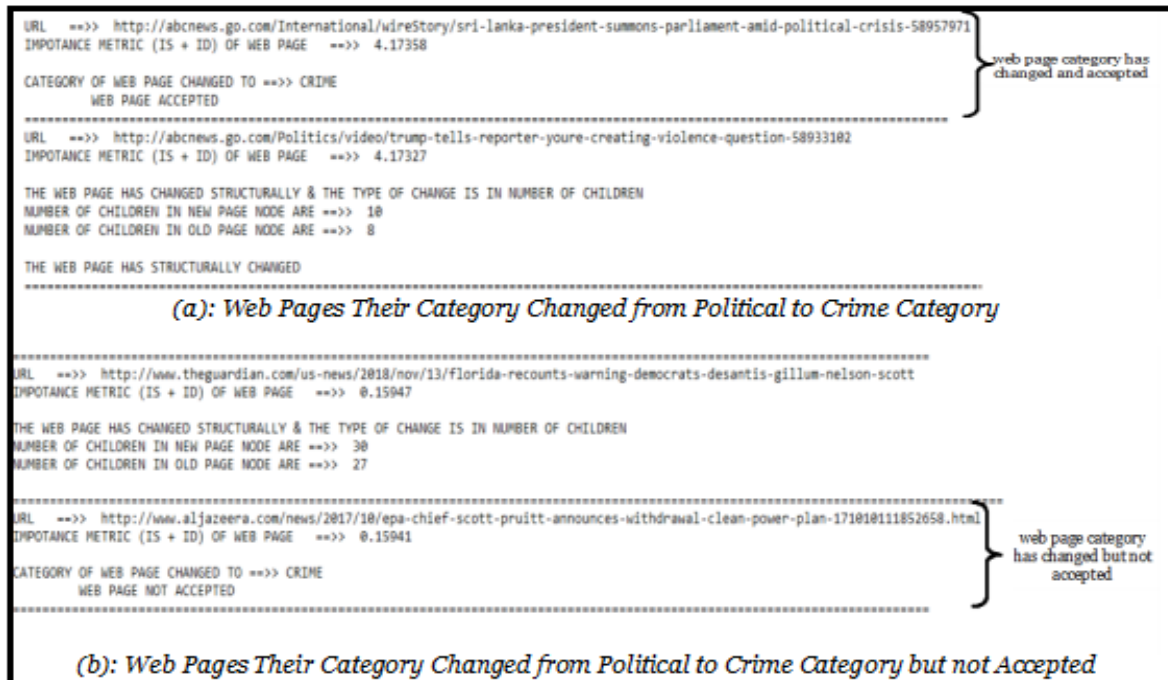 URL ==>> http://abcnews.go.com/International/wireStory/sri-lanka-president-summons-parliament-amid-political-crisis-58957971
IMPOTANCE METRIC (IS + ID) OF WEB PAGE ==>> 4.17358
CATEGORY OF WEB PAGE CHANGED TO ==>> CRIME
WEB PAGE ACCEPTED
web page category has
changed and accepted
URL ==>> http://abcnews.go.com/Politics/video/trump-tells-reporter-youre-creating-violence-question-58933102
IMPOTANCE METRIC (IS + ID) OF WEB PAGE ==>> 4.17327
THE WEB PAGE HAS CHANGED STRUCTURALLY & THE TYPE OF CHANGE IS IN NUMBER OF CHILDREN
NUMBER OF CHILDREN IN NEW PAGE NODE ARE ==>> 10
NUMBER OF CHILDREN IN OLD PAGE NODE ARE ==>> 8
THE WEB PAGE HAS STRUCTURALLY CHANGED
(a): Web Pages Their Category Changed from Political to Crime Category
URL ==>> http://www.theguardian.com/us-news/2018/nov/13/florida-recounts-warning-democrats-desantis-gillum-nelson-scott
IMPOTANCE METRIC (IS + ID) OF WEB PAGE ==>> 0.15947
THE WEB PAGE HAS CHANGED STRUCTURALLY & THE TYPE OF CHANGE IS IN NUMBER OF CHILDREN
NUMBER OF CHILDREN IN NEW PAGE NODE ARE ==>> 30
NUMBER OF CHILDREN IN OLD PAGE NODE ARE ==>> 27
URL ==>> http://www.aljazeera.com/news/2017/10/epa-chief-scott-pruitt-announces-withdrawal-clean-power-plan-171010111852658.html
IMPOTANCE METRIC (IS + ID) OF WEB PAGE ==>> 0.15941
CATEGORY OF WEB PAGE CHANGED TO ==>> CRIME
WEB PAGE NOT ACCEPTED
web page category
has changed but not
accepted
(b): Web Pages Their Category Changed from Political to Crime Category but not Accepted